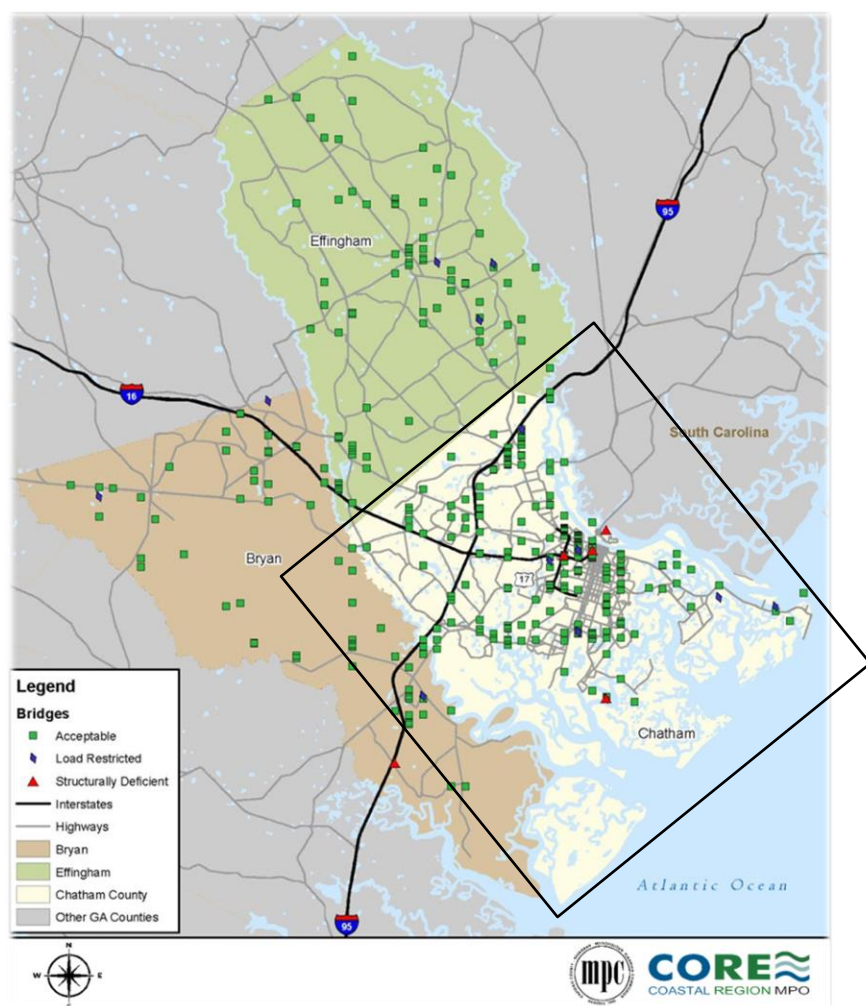 95
Effingham
16
South Carolina
Bryan
17
Chatham
Legend
Bridges
Acceptable
Load Restricted
Structurally Deficient
Interstates
Highways
Bryan
Effingham
Chatham County
Other GA Counties
Atlantic Ocean
95
N
W E
S
mpc
CORE
COASTAL REGION MPO